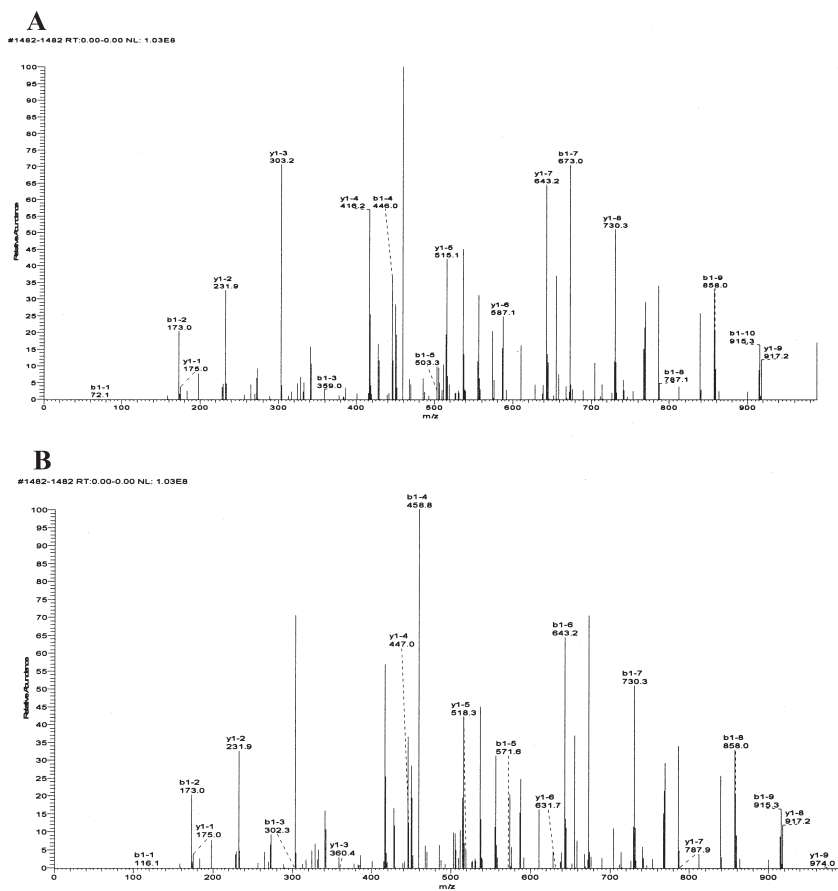 A
#1482-1482 RT:0.00-0.00 NL: 1.03E8
100
95
90
85
80
75
70
65
60
55
50
45
40
35
30
25
20
15
10
5
0
Relative Abundance
0 100 200 300 400 500 600 700 800 900
m/z
b1-1
72.1
b1-2
173.0
y1-1
175.0
y1-2
231.9
y1-3
303.2
b1-3
359.0
y1-4
416.2
b1-4
446.0
b1-5
503.3
y1-5
515.1
y1-6
587.1
y1-7
643.2
b1-7
673.0
y1-8
730.3
b1-8
787.1
b1-9
858.0
b1-10
915.3
y1-9
917.2
B
#1482-1482 RT:0.00-0.00 NL: 1.03E8
100
95
90
85
80
75
70
65
60
55
50
45
40
35
30
25
20
15
10
5
0
Relative Abundance
0 100 200 300 400 500 600 700 800 900
m/z
b1-1
116.1
b1-2
173.0
y1-1
175.0
y1-2
231.9
b1-3
302.3
y1-3
360.4
y1-4
447.0
b1-4
458.8
y1-5
518.3
b1-5
571.6
y1-6
631.7
b1-6
643.2
b1-7
730.3
y1-7
787.9
b1-8
858.0
b1-9
915.3
y1-8
917.2
y1-9
974.0